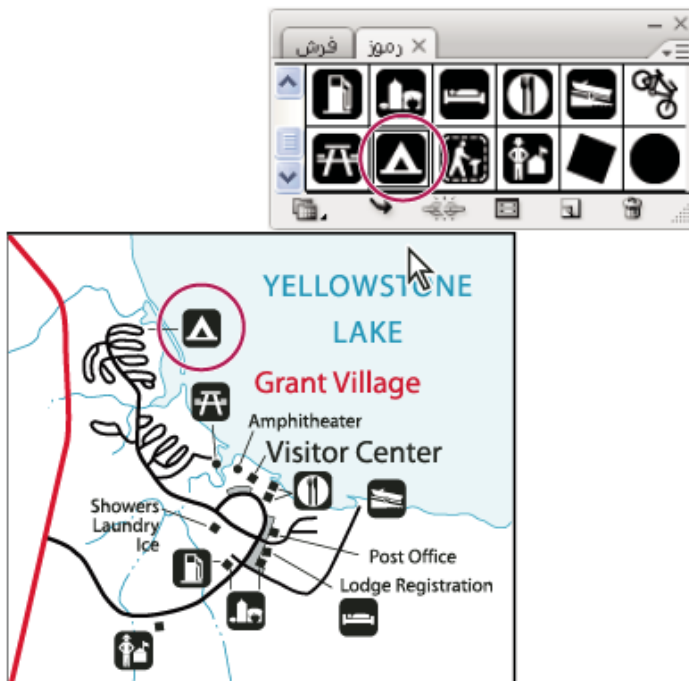 رموز فرش
YELLOWSTONE
LAKE
Grant Village
Amphitheater
Visitor Center
Showers
Laundry
Ice
Post Office
Lodge Registration